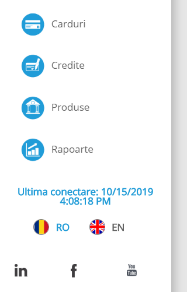 Carduri
Credite
Produse
Rapoarte
Ultima conectare: 10/15/2019
4:08:18 PM
RO EN
in f You Tube